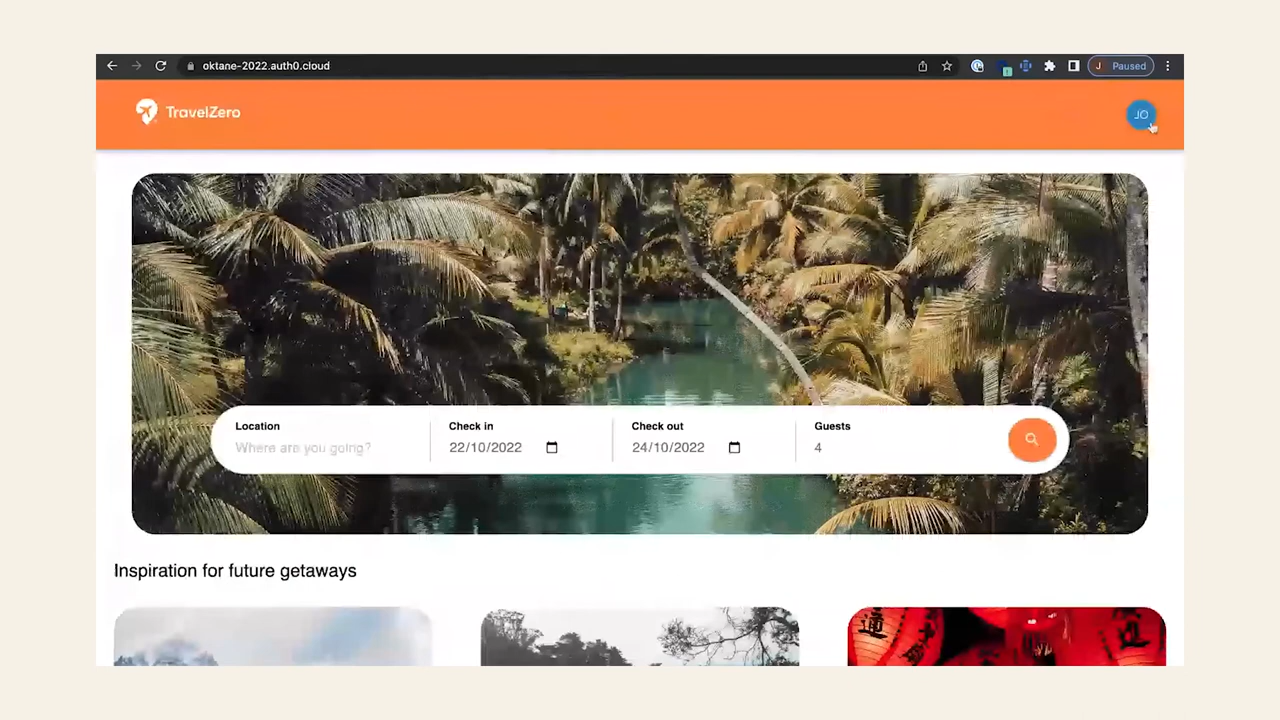 oktane-2022.auth0.cloud
J Paused
TravelZero
JO
Location
Check in
Check out
Guests
Where are you going?
22/10/2022
24/10/2022
4
Inspiration for future getaways